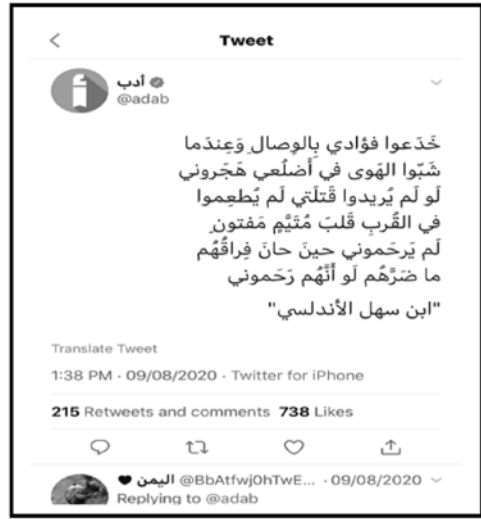 Tweet
أدب
@adab
خَدَعوا فؤادي بِالوِصالِ وَعِندَما
شَبّوا الهَوى في أَضلُعي هَجَروني
لَو لَم يُريدوا قَتلَتي لَم يُطعِموا
في القُربِ قَلبَ مُتَيَّمٍ مَفتونِ
لَم يَرحَموني حينَ حانَ فِراقُهُم
ما ضَرَّهُم لَو أَنَّهُم رَحَموني
"ابن سهل الأندلسي"
Translate Tweet
1:38 PM · 09/08/2020 · Twitter for iPhone
215 Retweets and comments 738 Likes
اليمن @BbAtfwj0hTwE... · 09/08/2020
Replying to @adab